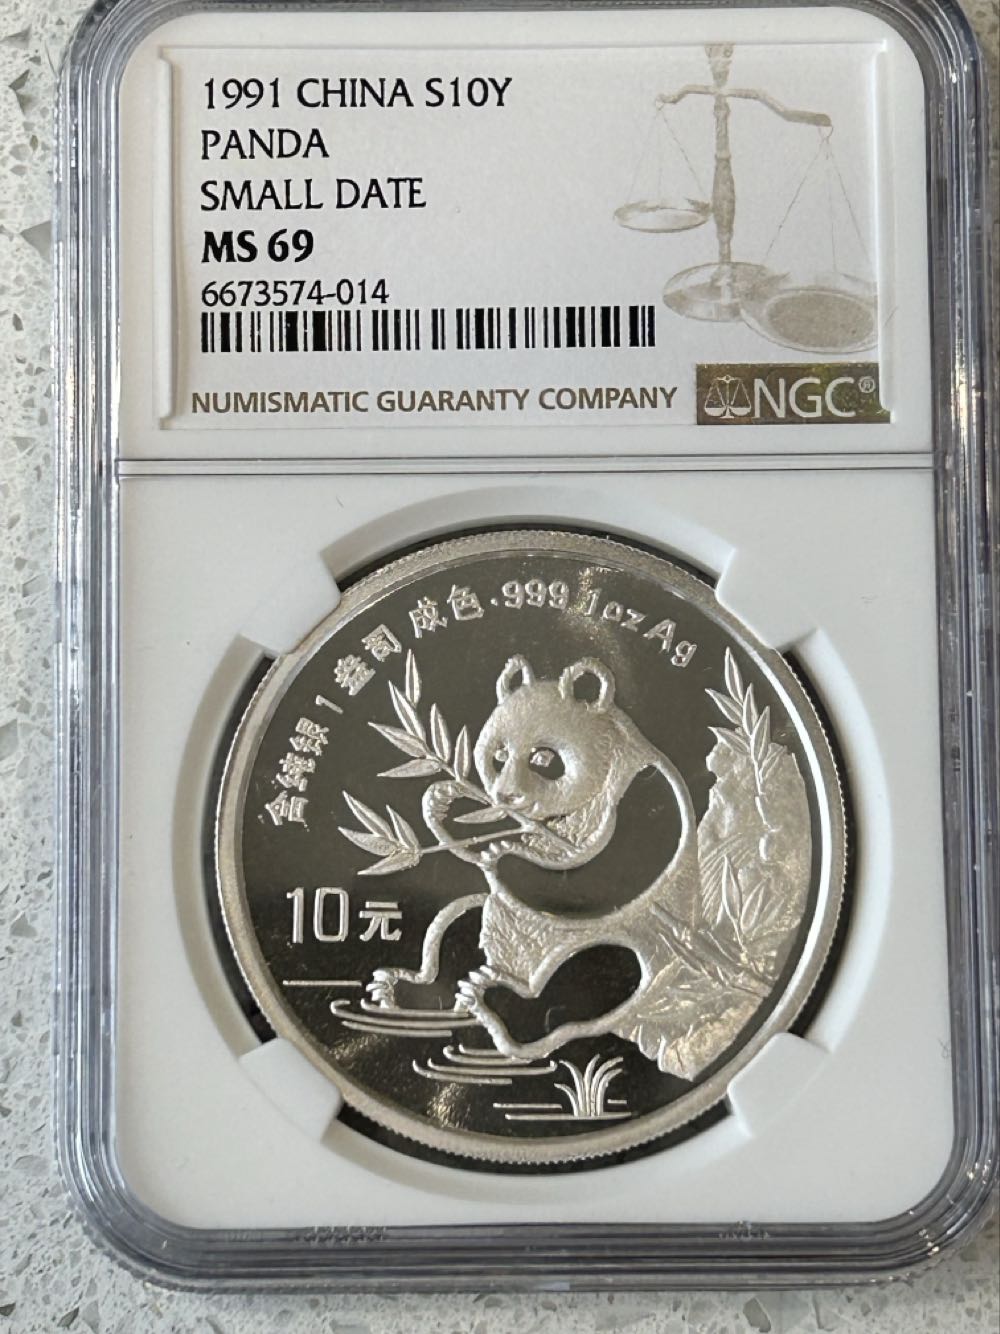 1991 CHINA S10Y
PANDA
SMALL DATE
MS 69
6673574-014
NUMISMATIC GUARANTY COMPANY
NGC®
含纯银1盎司 成色.999 1oz Ag
10元